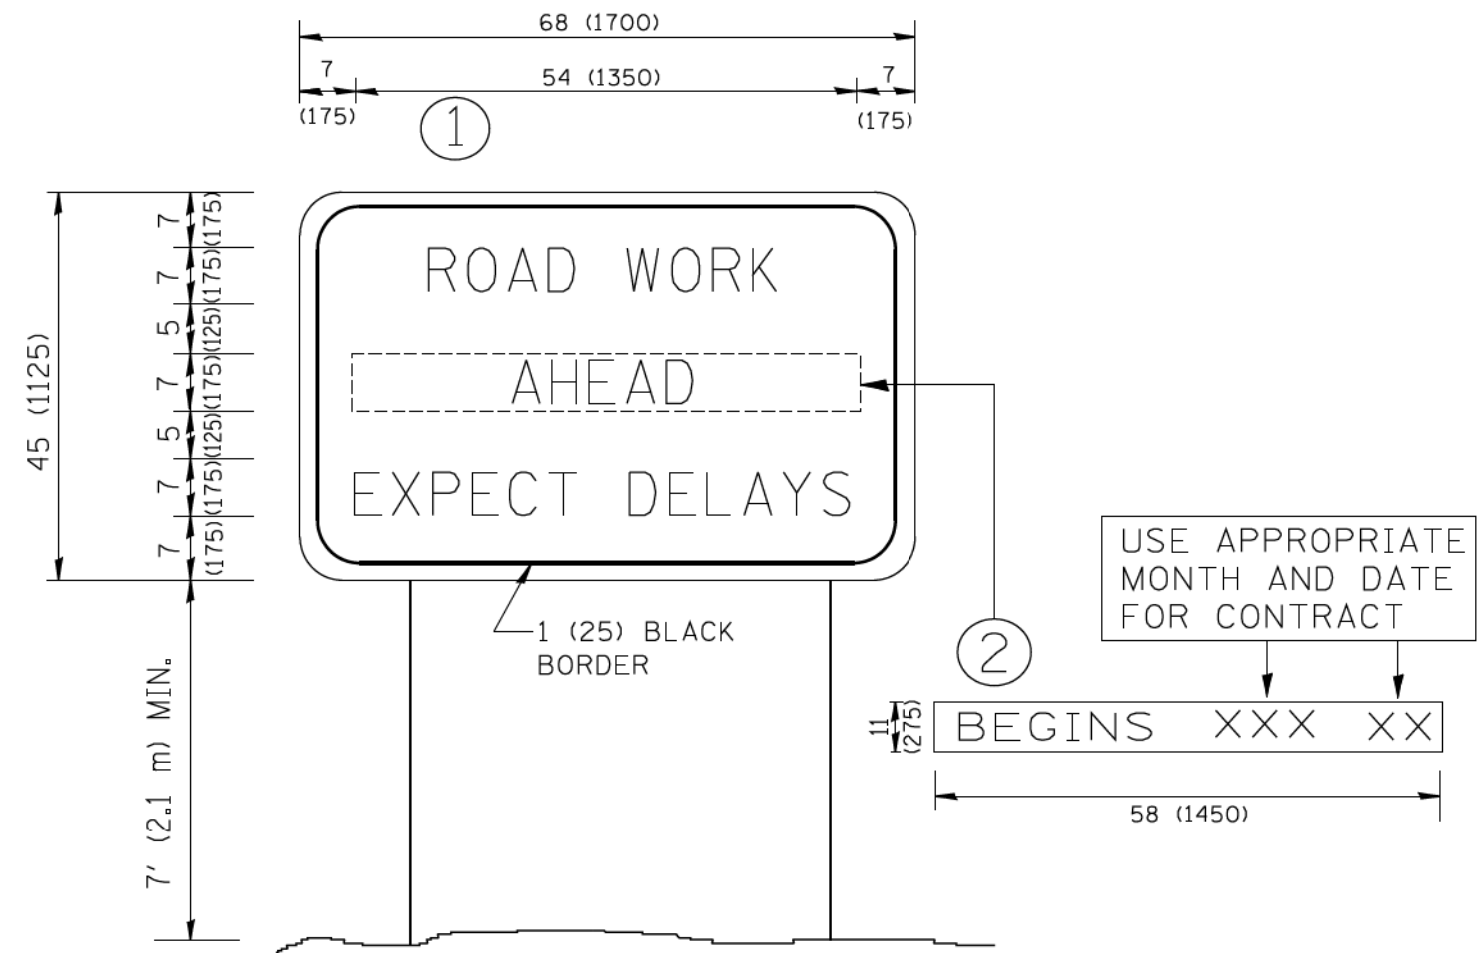 68 (1700)
7
54 (1350)
7
(175)
(175)
1
7
(175)
7
(175)
5
(125)
7
(175)
5
(125)
7
(175)
7
(175)
45 (1125)
ROAD WORK
AHEAD
EXPECT DELAYS
1 (25) BLACK
BORDER
7' (2.1 m) MIN.
USE APPROPRIATE
MONTH AND DATE
FOR CONTRACT
2
11
(275)
BEGINS XXX XX
58 (1450)